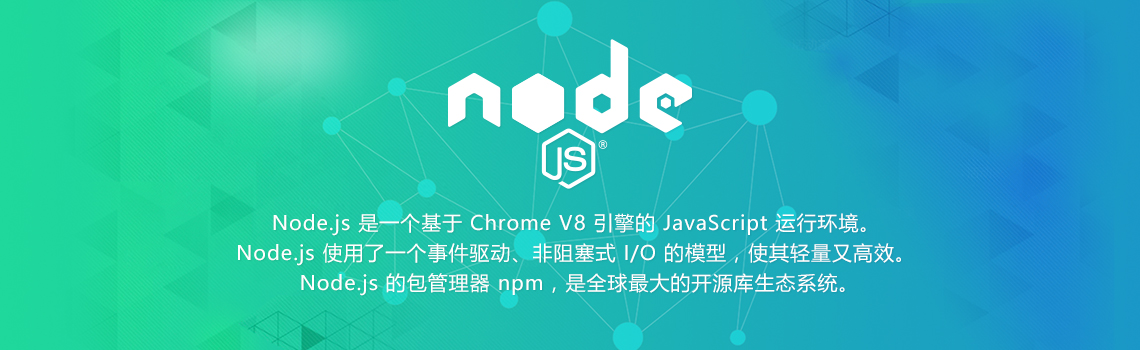 node
JS®
Node.js 是一个基于 Chrome V8 引擎的 JavaScript 运行环境。
Node.js 使用了一个事件驱动、非阻塞式 I/O 的模型，使其轻量又高效。
Node.js 的包管理器 npm，是全球最大的开源库生态系统。